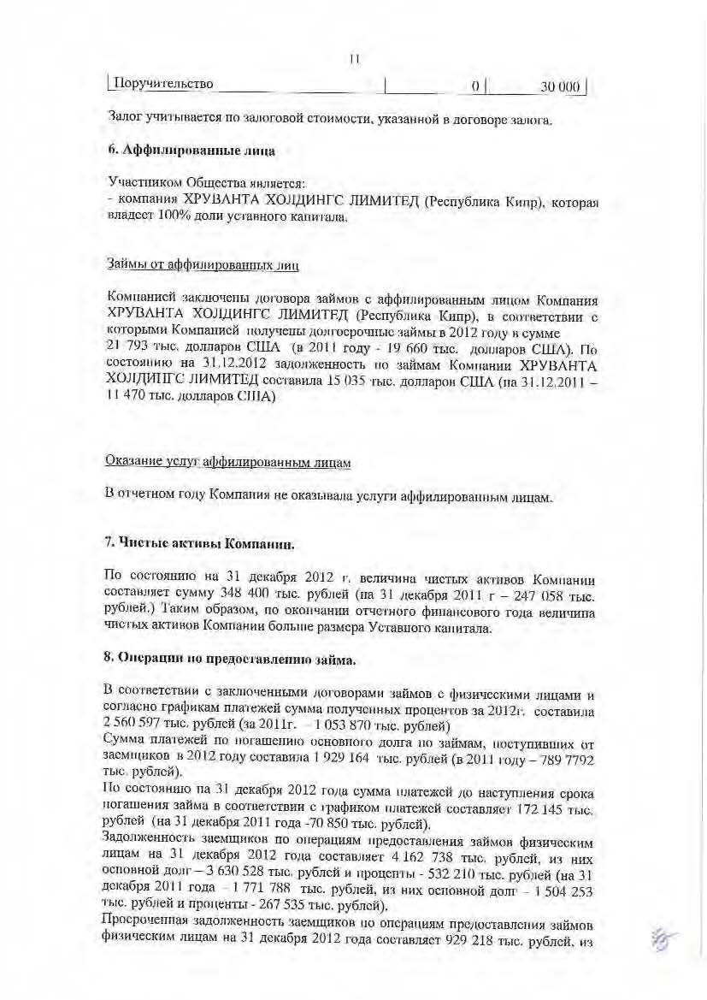 11
Поручительство 0 30 000
Залог учитывается по залоговой стоимости, указанной в договоре залога.
6. Аффилированные лица
Участником Общества является:
- компания ХРУВАНТА ХОЛДИНГС ЛИМИТЕД (Республика Кипр), которая
владеет 100% доли уставного капитала.
Займы от аффилированных лиц
Компанией заключены договора займов с аффилированным лицом Компания
ХРУВАНТА ХОЛДИНГС ЛИМИТЕД (Республика Кипр), в соответствии с
которыми Компанией получены долгосрочные займы в 2012 году в сумме
21 793 тыс. долларов США (в 2011 году - 19 660 тыс. долларов США). По
состоянию на 31.12.2012 задолженность по займам Компании ХРУВАНТА
ХОЛДИНГС ЛИМИТЕД составила 15 035 тыс. долларов США (на 31.12.2011 –
11 470 тыс. долларов США)
Оказание услуг аффилированным лицам
В отчетном году Компания не оказывала услуги аффилированным лицам.
7. Чистые активы Компании.
По состоянию на 31 декабря 2012 г. величина чистых активов Компании
составляет сумму 348 400 тыс. рублей (на 31 декабря 2011 г – 247 058 тыс.
рублей.) Таким образом, по окончании отчетного финансового года величина
чистых активов Компании больше размера Уставного капитала.
8. Операции по предоставлению займа.
В соответствии с заключенными договорами займов с физическими лицами и
согласно графикам платежей сумма полученных процентов за 2012г. составила
2 560 597 тыс. рублей (за 2011г. – 1 053 870 тыс. рублей)
Сумма платежей по погашению основного долга по займам, поступивших от
заемщиков в 2012 году составила 1 929 164 тыс. рублей (в 2011 году – 789 7792
тыс. рублей).
По состоянию на 31 декабря 2012 года сумма платежей до наступления срока
погашения займа в соответствии с графиком платежей составляет 172 145 тыс.
рублей (на 31 декабря 2011 года -70 850 тыс. рублей).
Задолженность заемщиков по операциям предоставления займов физическим
лицам на 31 декабря 2012 года составляет 4 162 738 тыс. рублей, из них
основной долг – 3 630 528 тыс. рублей и проценты - 532 210 тыс. рублей (на 31
декабря 2011 года – 1 771 788 тыс. рублей, из них основной долг – 1 504 253
тыс. рублей и проценты - 267 535 тыс. рублей).
Просроченная задолженность заемщиков по операциям предоставления займов
физическим лицам на 31 декабря 2012 года составляет 929 218 тыс. рублей, из